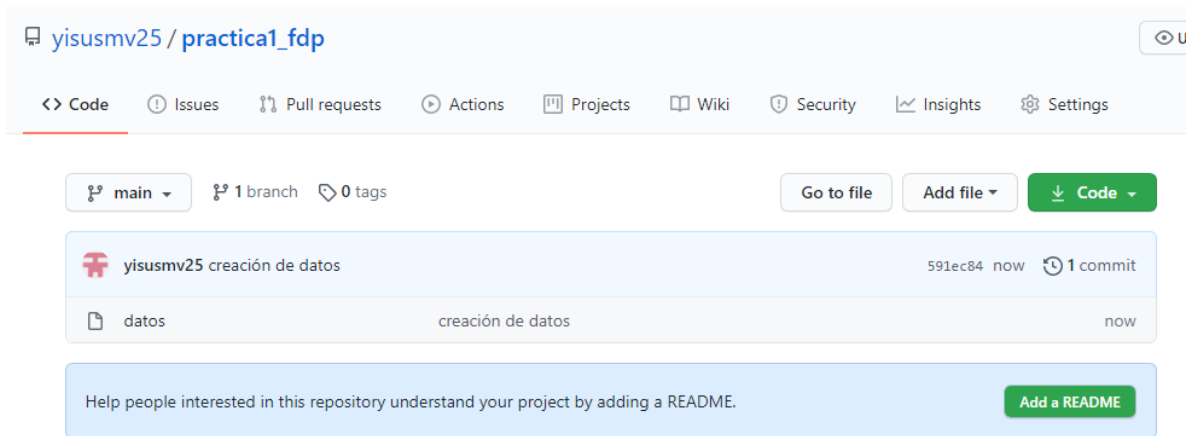 yisusmv25 / practica1_fdp
Code Issues Pull requests Actions Projects Wiki Security Insights Settings
main 1 branch 0 tags Go to file Add file Code
yisusmv25 creación de datos 591ec84 now 1 commit
datos creación de datos now
Help people interested in this repository understand your project by adding a README. Add a README